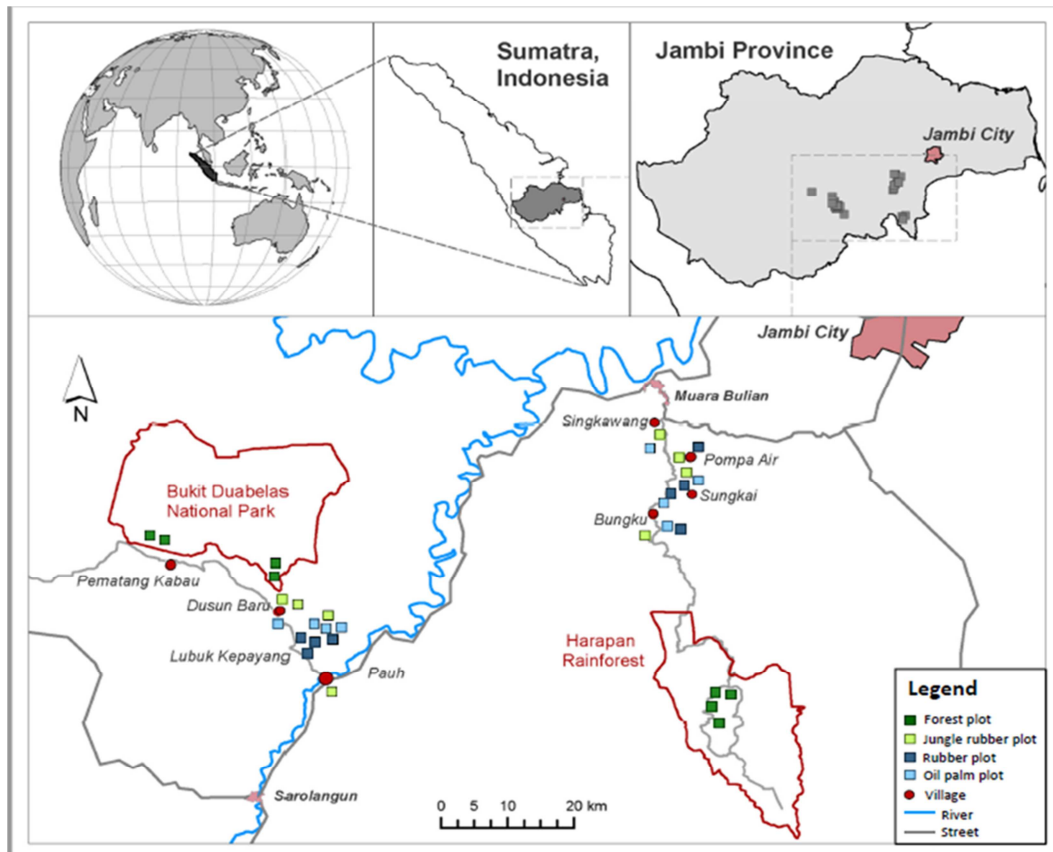 Sumatra,
Indonesia
Jambi Province
Jambi City
Jambi City
N
Muara Bulian
Singkawang
Pompa Air
Sungkai
Bungku
Bukit Duabelas
National Park
Pematang Kabau
Dusun Baru
Lubuk Kepayang
Pauh
Harapan
Rainforest
Sarolangun
0 5 10 20 km
Legend
Forest plot
Jungle rubber plot
Rubber plot
Oil palm plot
Village
River
Street